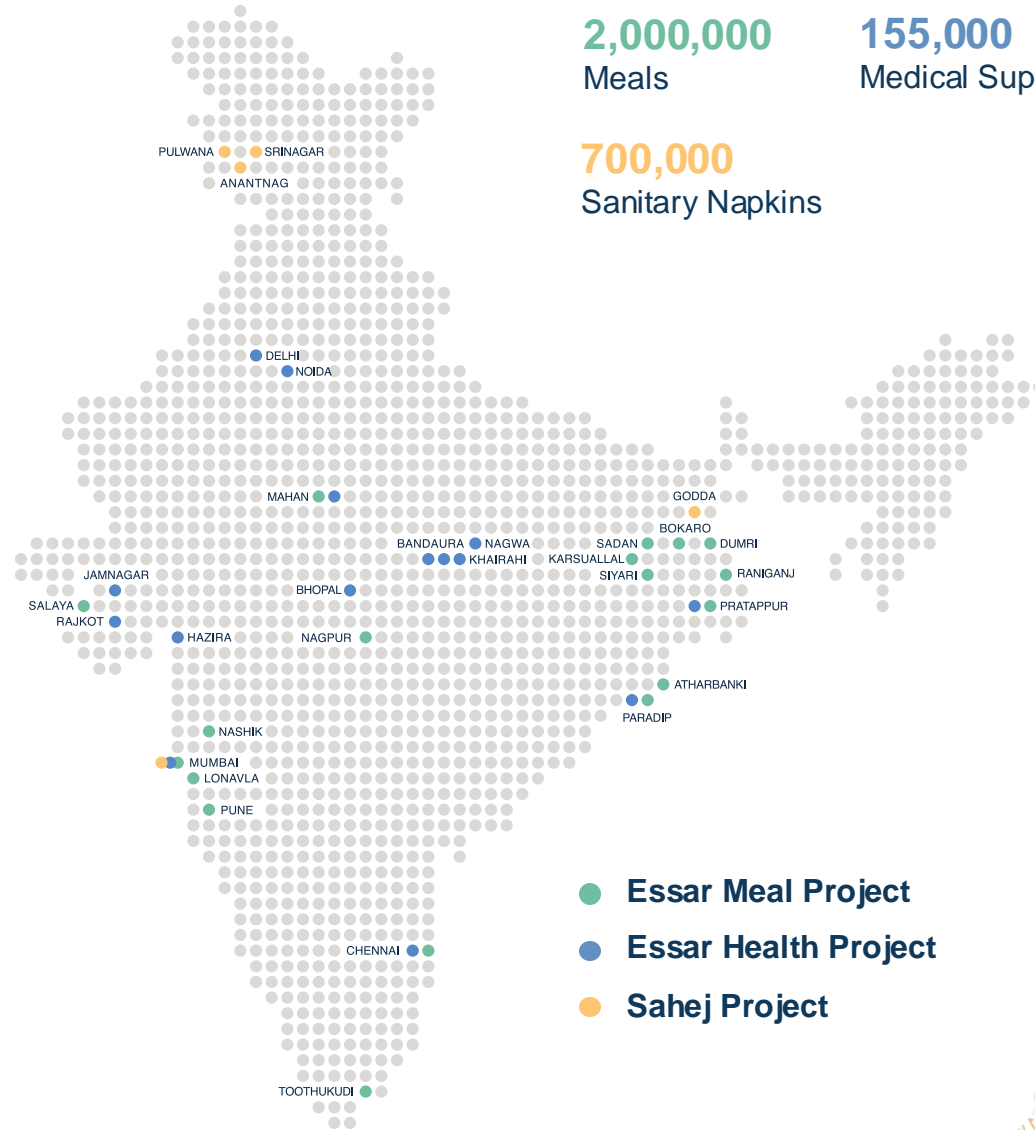 2,000,000
Meals
155,000
Medical Sup
700,000
Sanitary Napkins
PULWANA
SRINAGAR
ANANTNAG
DELHI
NOIDA
MAHAN
GODDA
BOKARO
BANDAURA
NAGWA
SADAN
DUMRI
KHAIRAHI
KARSUALLAL
JAMNAGAR
SIYARI
RANIGANJ
BHOPAL
SALAYA
PRATAPPUR
RAJKOT
HAZIRA
NAGPUR
ATHARBANKI
PARADIP
NASHIK
MUMBAI
LONAVLA
PUNE
Essar Meal Project
CHENNAI
Essar Health Project
Sahej Project
TOOTHUKUDI